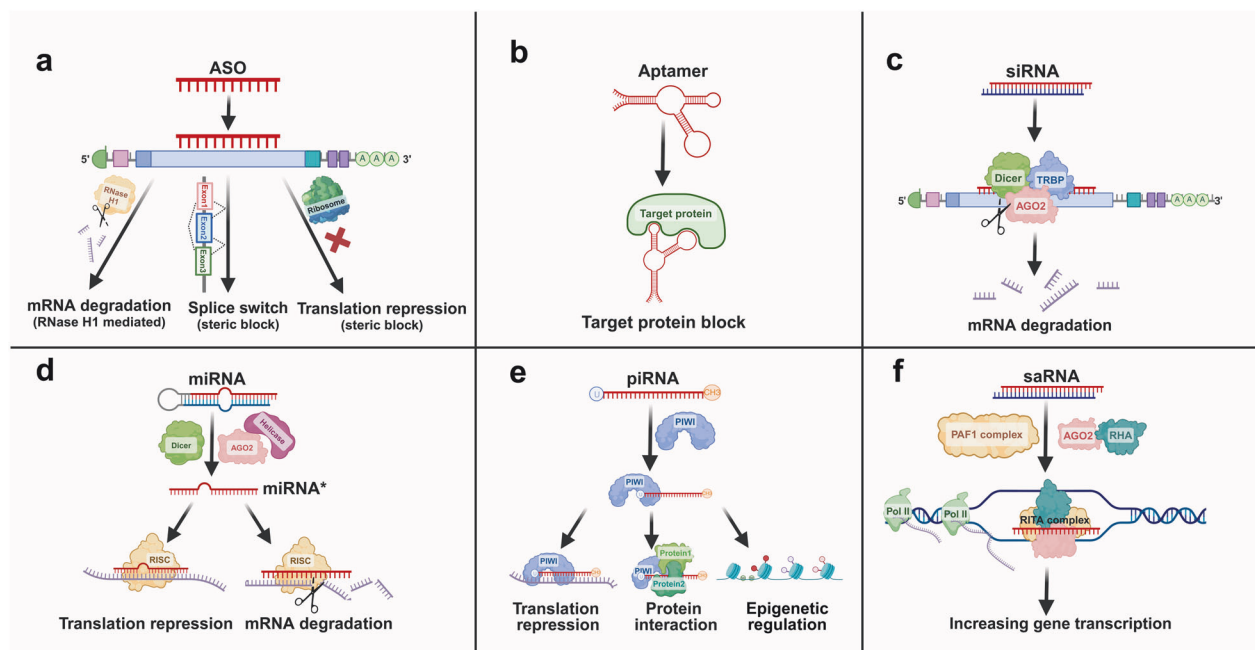 a
ASO
5'
A A A
3'
RNase
H1
Exon1
Exon2
Exon3
Ribosome
mRNA degradation
(RNase H1 mediated)
Splice switch
(steric block)
Translation repression
(steric block)
b
Aptamer
Target protein
Target protein block
c
siRNA
Dicer
TRBP
AGO2
5'
A A A
3'
mRNA degradation
d
miRNA
Dicer
AGO2
Helicase
miRNA*
RISC
RISC
Translation repression
mRNA degradation
e
piRNA
U
CH3
PIWI
PIWI
U
CH3
PIWI
U
CH3
Protein1
PIWI
U
CH3
Protein2
Translation
repression
Protein
interaction
Epigenetic
regulation
f
saRNA
PAF1 complex
AGO2
RHA
Pol II
Pol II
RITA complex
Increasing gene transcription